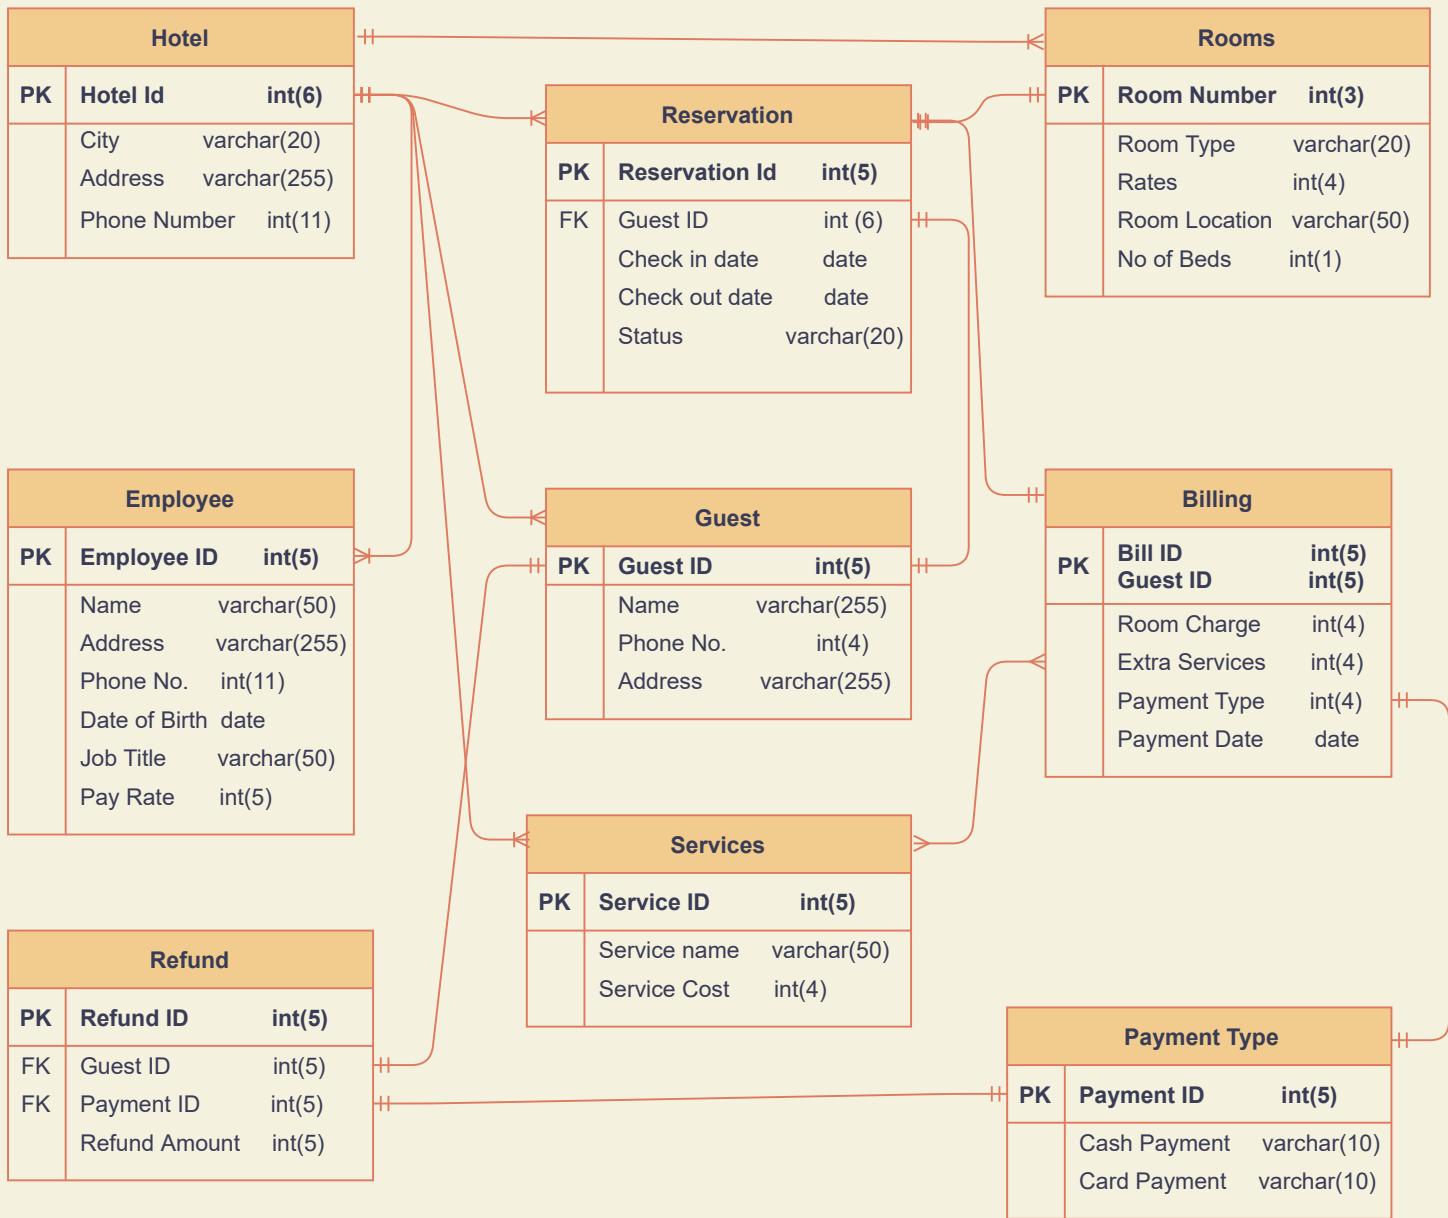 Hotel
PK Hotel Id int(6)
City varchar(20)
Address varchar(255)
Phone Number int(11)
Reservation
PK Reservation Id int(5)
FK Guest ID int (6)
Check in date date
Check out date date
Status varchar(20)
Rooms
PK Room Number int(3)
Room Type varchar(20)
Rates int(4)
Room Location varchar(50)
No of Beds int(1)
Employee
PK Employee ID int(5)
Name varchar(50)
Address varchar(255)
Phone No. int(11)
Date of Birth date
Job Title varchar(50)
Pay Rate int(5)
Guest
PK Guest ID int(5)
Name varchar(255)
Phone No. int(4)
Address varchar(255)
Billing
PK
Bill ID int(5)
Guest ID int(5)
Room Charge int(4)
Extra Services int(4)
Payment Type int(4)
Payment Date date
Services
PK Service ID int(5)
Service name varchar(50)
Service Cost int(4)
Refund
PK Refund ID int(5)
FK Guest ID int(5)
FK Payment ID int(5)
Refund Amount int(5)
Payment Type
PK Payment ID int(5)
Cash Payment varchar(10)
Card Payment varchar(10)